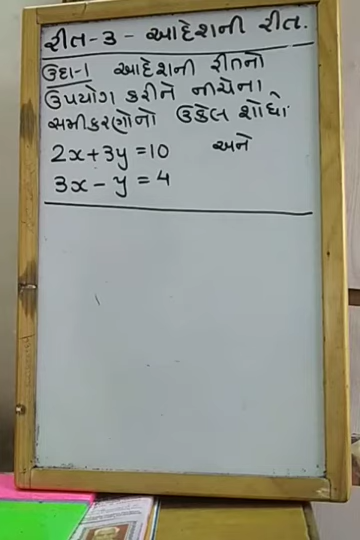 રીત-૩ - આદેશની રીત.
ઉદા-1 આદેશની રીતનો
ઉપયોગ કરીને નીચેના
સમીકરણોનો ઉકેલ શોધો
2x+3y=10 અને
3x-y=4